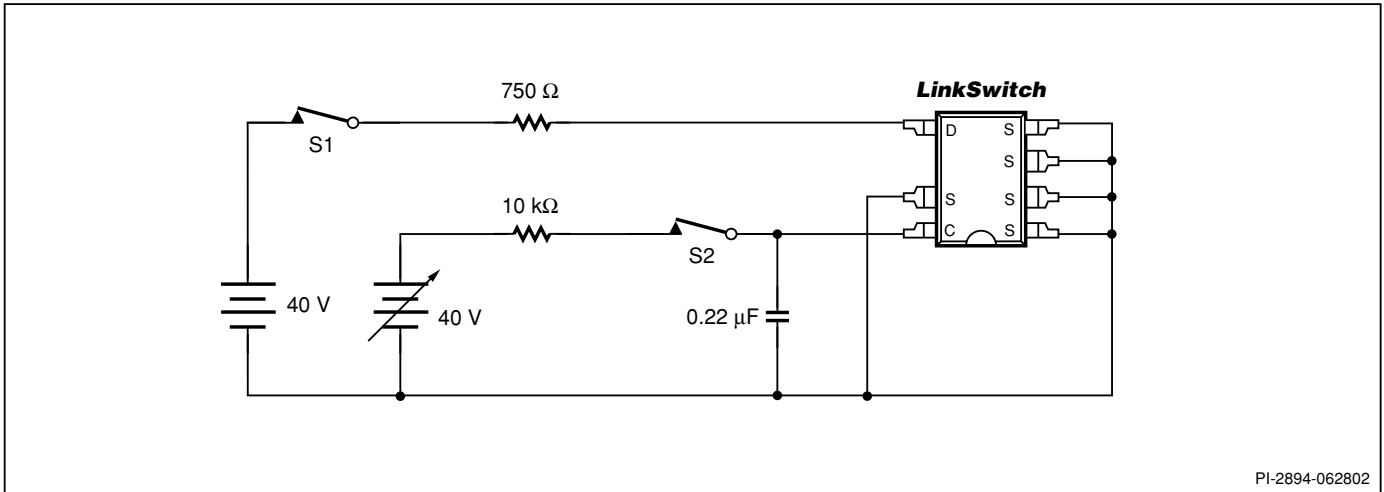 750 Ω
LinkSwitch
S1
D
S
S
10 kΩ
S
S
S2
C
S
40 V
40 V
0.22 µF
PI-2894-062802